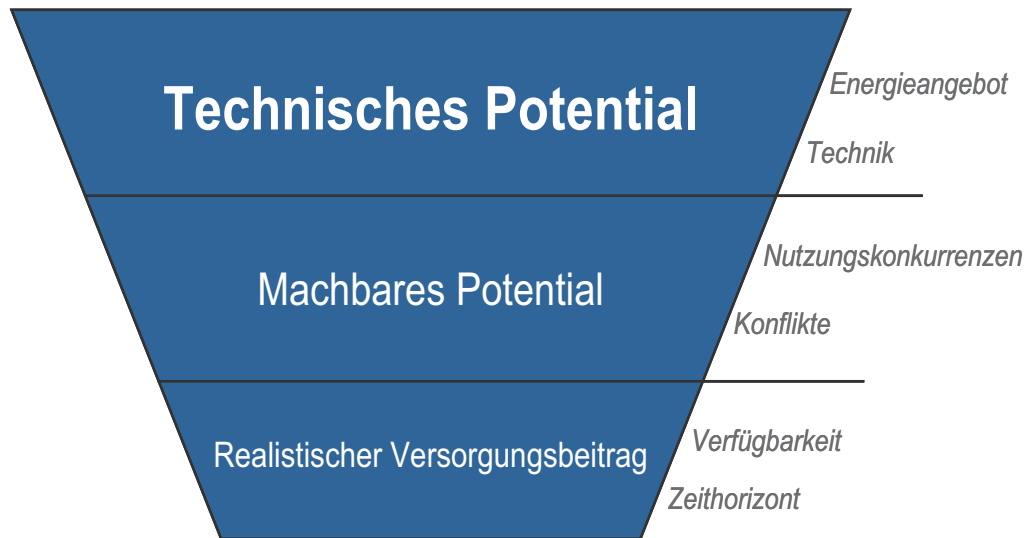 Technisches Potential
Energieangebot
Technik
Machbares Potential
Nutzungskonkurrenzen
Konflikte
Realistischer Versorgungsbeitrag
Verfügbarkeit
Zeithorizont